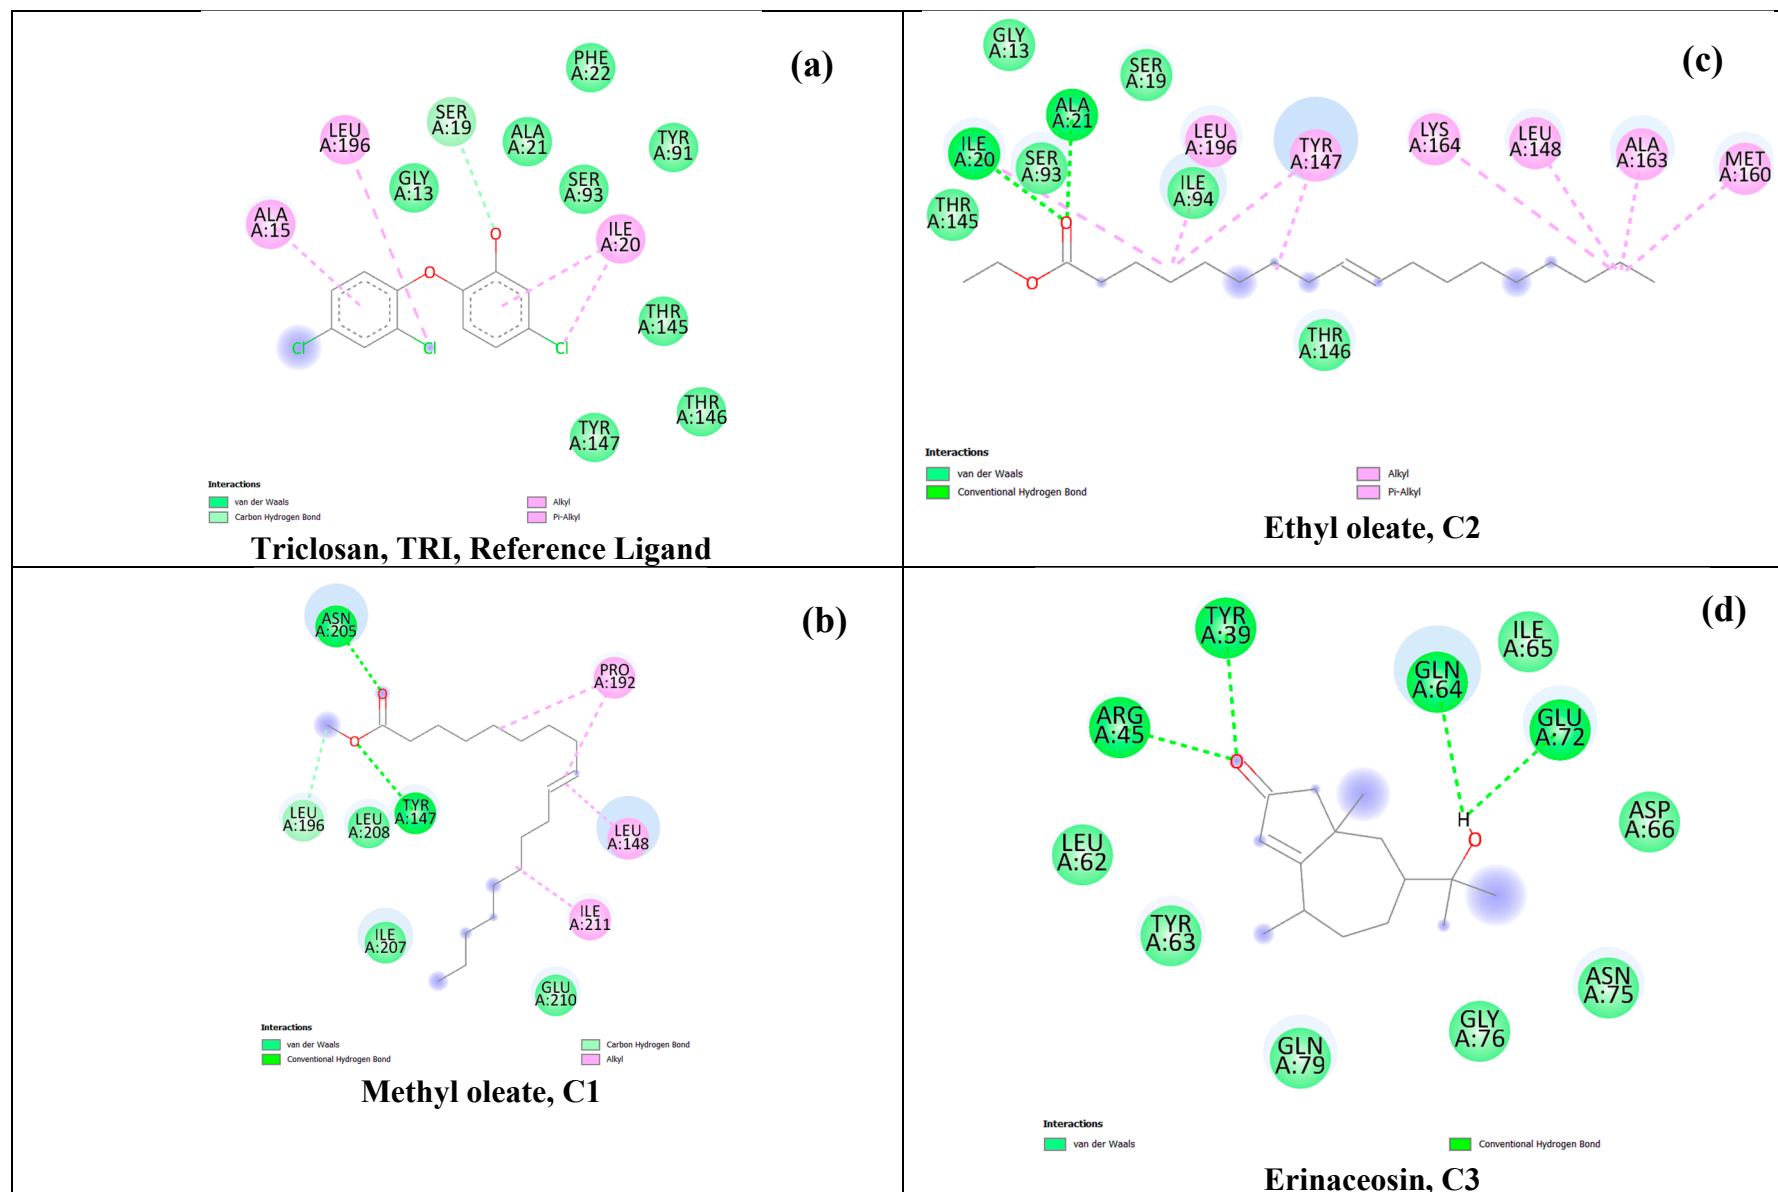 (a)
PHE
A:22
SER
A:19
LEU
A:196
ALA
A:21
TYR
A:91
GLY
A:13
SER
A:93
ALA
A:15
ILE
A:20
O
O
THR
A:145
Cl
Cl
Cl
THR
A:146
TYR
A:147
Interactions
van der Waals
Carbon Hydrogen Bond
Alkyl
Pi-Alkyl
Triclosan, TRI, Reference Ligand
(c)
GLY
A:13
SER
A:19
ALA
A:21
ILE
A:20
SER
A:93
LEU
A:196
TYR
A:147
LYS
A:164
LEU
A:148
ALA
A:163
MET
A:160
ILE
A:94
THR
A:145
O
O
THR
A:146
Interactions
van der Waals
Conventional Hydrogen Bond
Alkyl
Pi-Alkyl
Ethyl oleate, C2
(b)
ASN
A:205
PRO
A:192
O
O
LEU
A:196
LEU
A:208
TYR
A:147
LEU
A:148
ILE
A:211
ILE
A:207
GLU
A:210
Interactions
van der Waals
Conventional Hydrogen Bond
Carbon Hydrogen Bond
Alkyl
Methyl oleate, C1
(d)
TYR
A:39
ILE
A:65
GLN
A:64
ARG
A:45
GLU
A:72
O
H
O
ASP
A:66
LEU
A:62
TYR
A:63
ASN
A:75
GLY
A:76
GLN
A:79
Interactions
van der Waals
Conventional Hydrogen Bond
Erinaceosin, C3